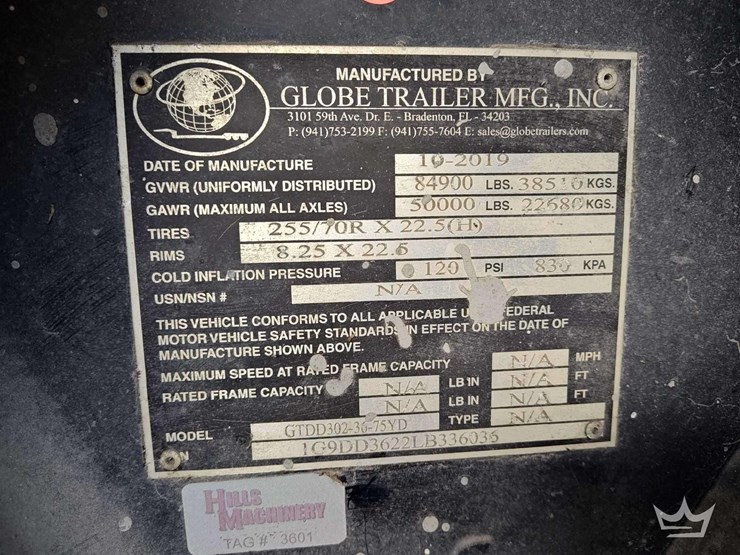 MANUFACTURED BY
GLOBE TRAILER MFG., INC.
3101 59th Ave. Dr. E. - Bradenton, FL - 34203
P: (941)753-2199 F: (941)755-7604 E: sales@globetrailers.com
DATE OF MANUFACTURE 10-2019
GVWR (UNIFORMLY DISTRIBUTED) 84900 LBS. 38510 KGS.
GAWR (MAXIMUM ALL AXLES) 50000 LBS. 22680 KGS.
TIRES 255/70R X 22.5(H)
RIMS 8.25 X 22.5
COLD INFLATION PRESSURE 120 PSI 830 KPA
USN/NSN # N/A
THIS VEHICLE CONFORMS TO ALL APPLICABLE FEDERAL
MOTOR VEHICLE SAFETY STANDARDS IN EFFECT ON THE DATE OF
MANUFACTURE SHOWN ABOVE.
MAXIMUM SPEED AT RATED FRAME CAPACITY N/A MPH
RATED FRAME CAPACITY N/A LB IN N/A FT
N/A LB IN N/A FT
MODEL GTDD302-36-75YD TYPE N/A
1G9DD3622LB336035
HILLS
MACHINERY
TAG # 3601